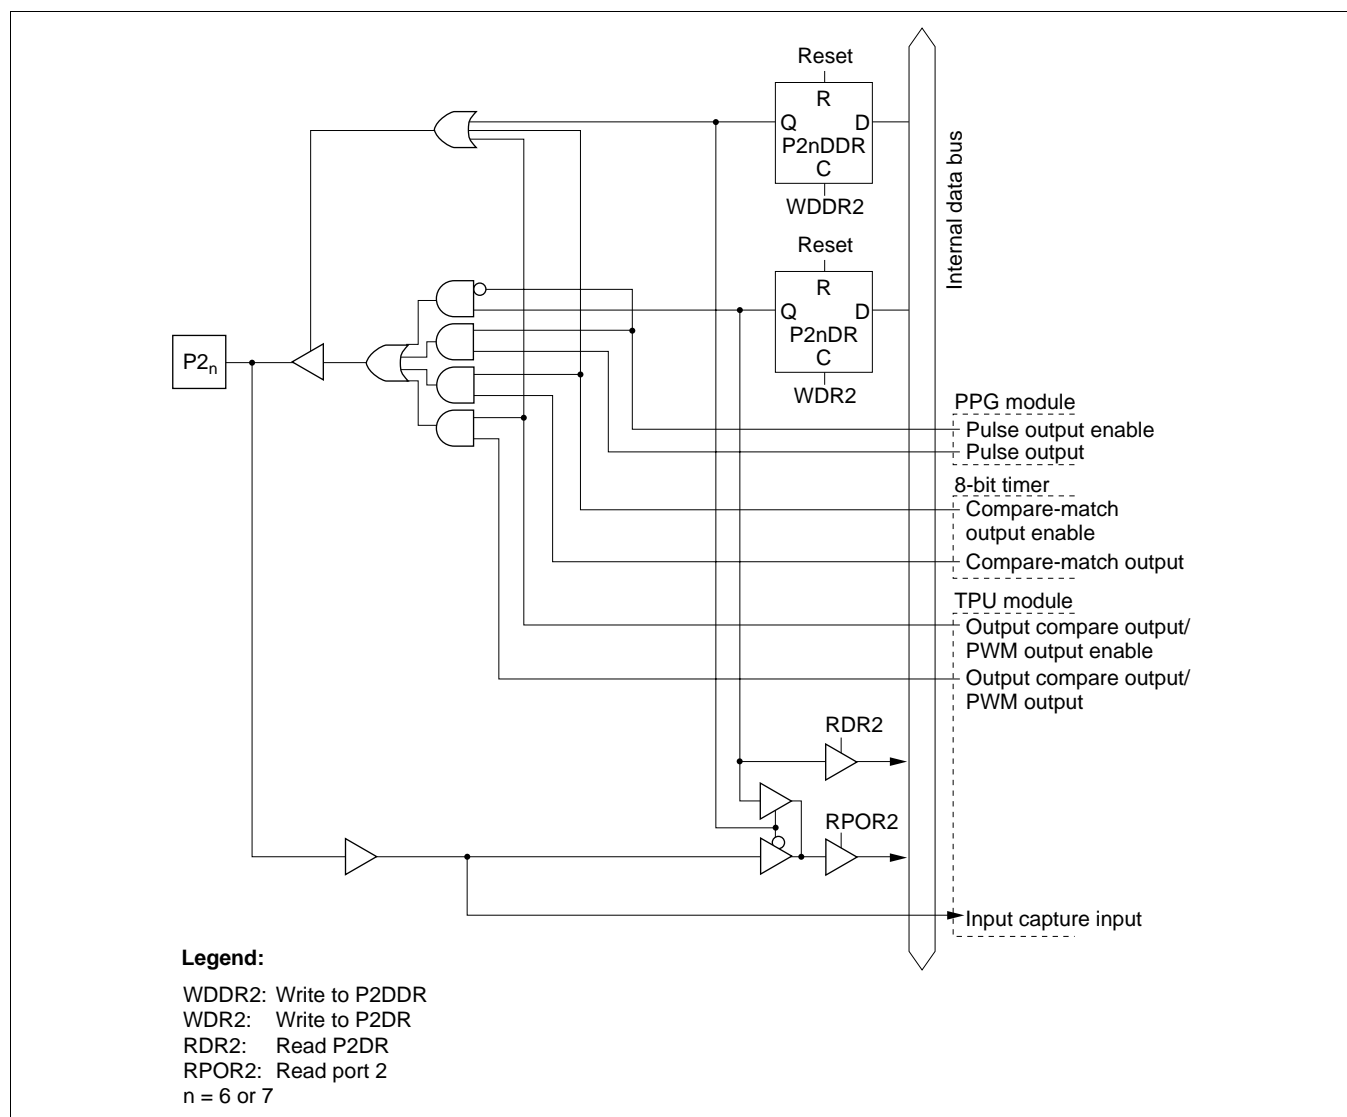 Reset
R
Q D
P2nDDR
C
WDDR2
Internal data bus
Reset
R
Q D
P2nDR
C
WDR2
P2n
PPG module
Pulse output enable
Pulse output
8-bit timer
Compare-match
output enable
Compare-match output
TPU module
Output compare output/
PWM output enable
Output compare output/
PWM output
RDR2
RPOR2
Input capture input
Legend:
WDDR2: Write to P2DDR
WDR2: Write to P2DR
RDR2: Read P2DR
RPOR2: Read port 2
n = 6 or 7